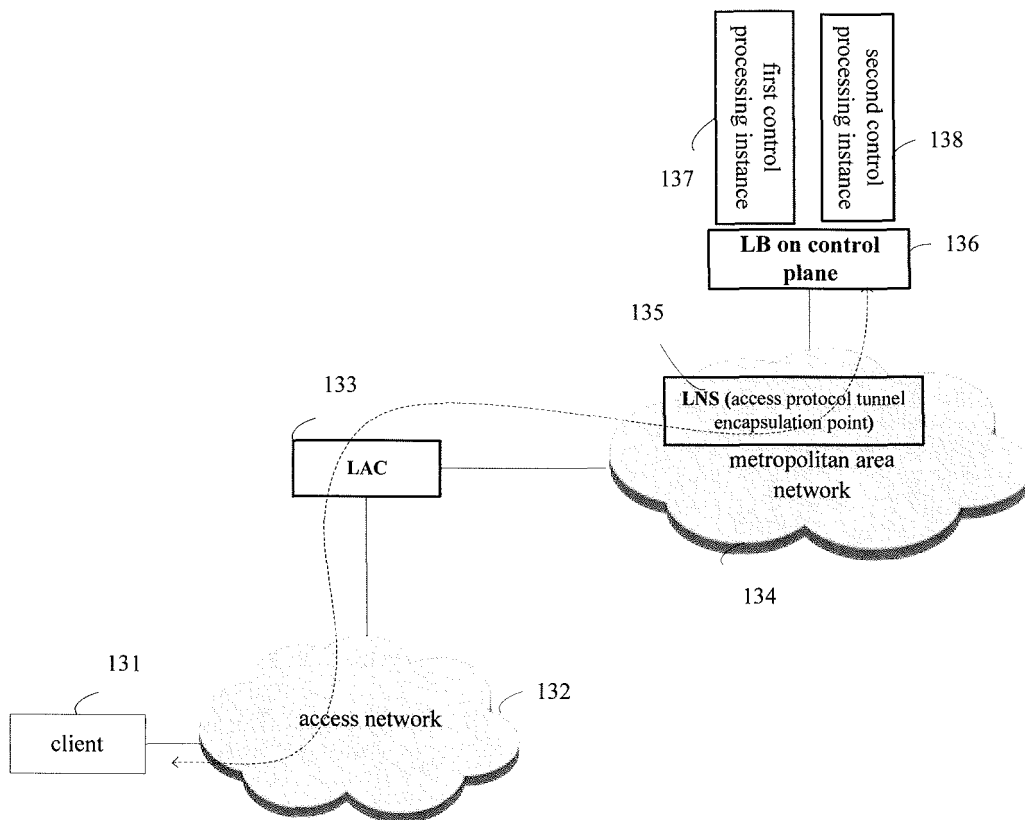 first control
processing instance
second control
processing instance
137
138
LB on control
plane
136
135
LNS (access protocol tunnel
encapsulation point)
metropolitan area
network
133
LAC
134
131
132
access network
client